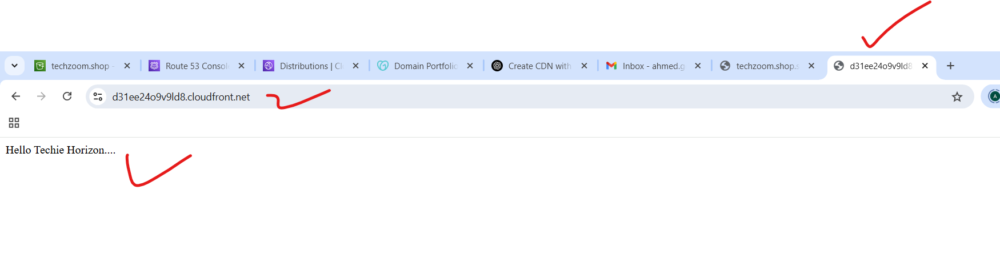 techzoom.shop -
Route 53 Consol
Distributions | Cl
Domain Portfolio
Create CDN with
Inbox - ahmed.g
techzoom.shop.s
d31ee24o9v9ld8
d31ee24o9v9ld8.cloudfront.net
A
Hello Techie Horizon....